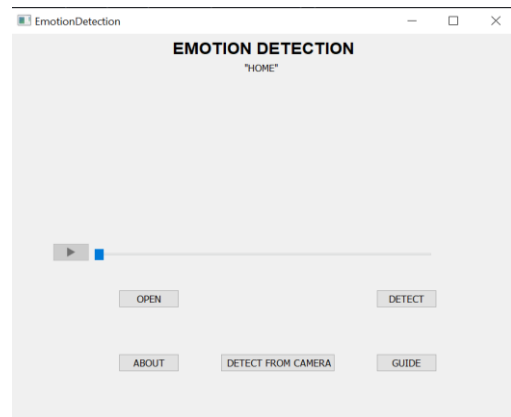 EmotionDetection
EMOTION DETECTION
"HOME"
OPEN
DETECT
ABOUT
DETECT FROM CAMERA
GUIDE